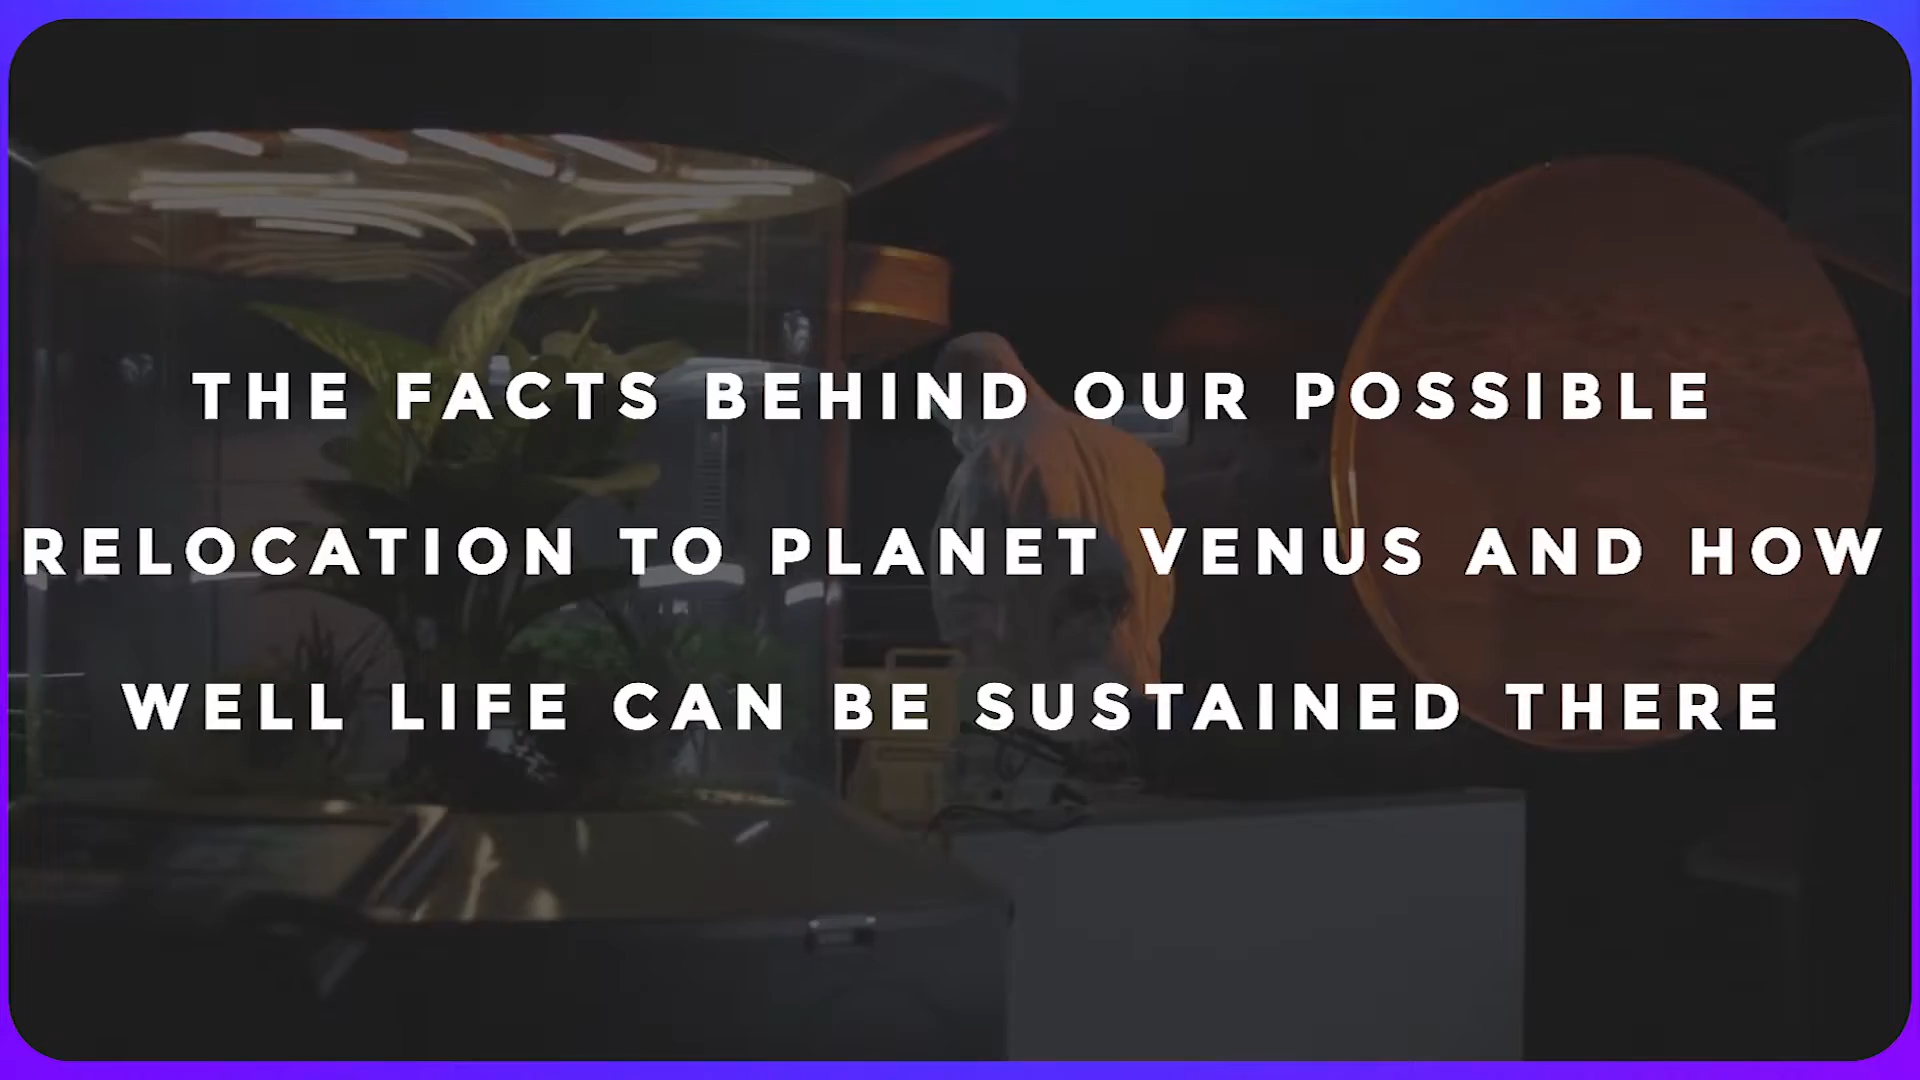 THE FACTS BEHIND OUR POSSIBLE
RELOCATION TO PLANET VENUS AND HOW
WELL LIFE CAN BE SUSTAINED THERE